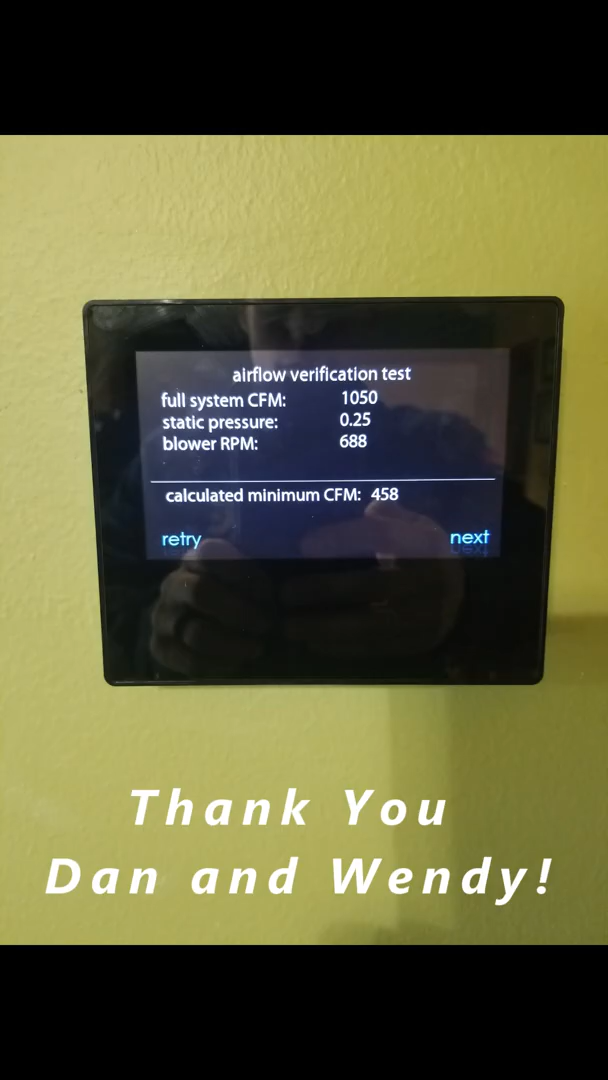 airflow verification test
full system CFM: 1050
static pressure: 0.25
blower RPM: 688
calculated minimum CFM: 458
retry next
Thank You
Dan and Wendy!